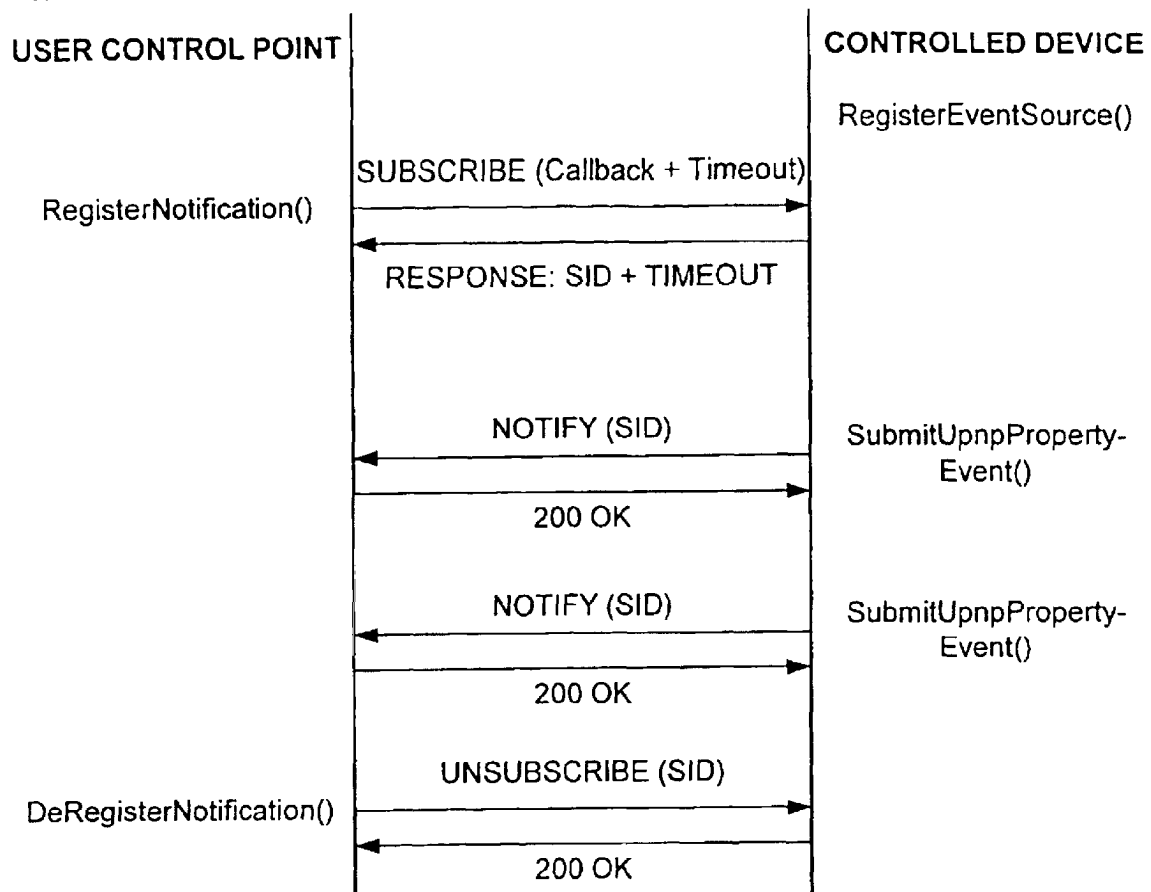 USER CONTROL POINT
CONTROLLED DEVICE
RegisterEventSource()
SUBSCRIBE (Callback + Timeout)
RegisterNotification()
RESPONSE: SID + TIMEOUT
NOTIFY (SID)
SubmitUpnpProperty-
Event()
200 OK
NOTIFY (SID)
SubmitUpnpProperty-
Event()
200 OK
UNSUBSCRIBE (SID)
DeRegisterNotification()
200 OK